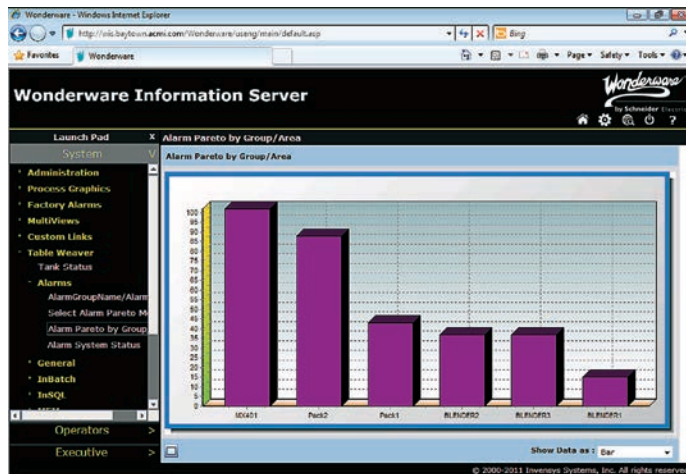 Wonderware - Windows Internet Explorer
http://wis.baytown.acmi.com/Wonderware/useng/main/default.asp
Bing
Favorites
Wonderware
Page Safety Tools
Wonderware Information Server
Wonderware
by Schneider Electric
Launch Pad X
Alarm Pareto by Group/Area
System
Alarm Pareto by Group/Area
Administration
Process Graphics
Factory Alarms
MultiViews
Custom Links
Table Weaver
Tank Status
Alarms
AlarmGroupName/Alarm
Select Alarm Pareto M
Alarm Pareto by Group
Alarm System Status
General
InBatch
InSQL
Operators >
Executive >
100
95
90
85
80
75
70
65
60
55
50
45
40
35
30
25
20
15
10
5
0
MX401 Pack2 Pack1 BLENDER2 BLENDER3 BLENDER1
Show Data as : Bar
© 2000-2011 Invensys Systems, Inc. All rights reserve